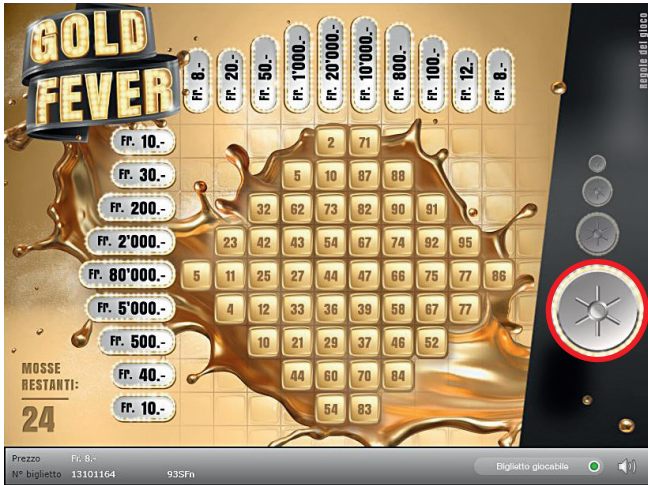 GOLD
FEVER
Fr. 8.-
Fr. 20.-
Fr. 50.-
Fr. 1'000.-
Fr. 20'000.-
Fr. 10'000.-
Fr. 800.-
Fr. 100.-
Fr. 12.-
Fr. 8.-
Regole del gioco
Fr. 10.- 2 71
Fr. 30.- 5 10 87 88
Fr. 200.- 32 62 73 82 90 91
Fr. 2'000.- 23 42 43 54 67 74 92 95
Fr. 80'000.- 5 11 25 27 44 47 66 75 77 86
Fr. 5'000.- 4 12 33 36 39 58 67 77
Fr. 500.- 10 21 29 37 46 52
Fr. 40.- 44 60 70 84
Fr. 10.- 54 83
MOSSE
RESTANTI:
24
Prezzo Fr. 8.-
N° biglietto 13101164 93SFn
Biglietto giocabile